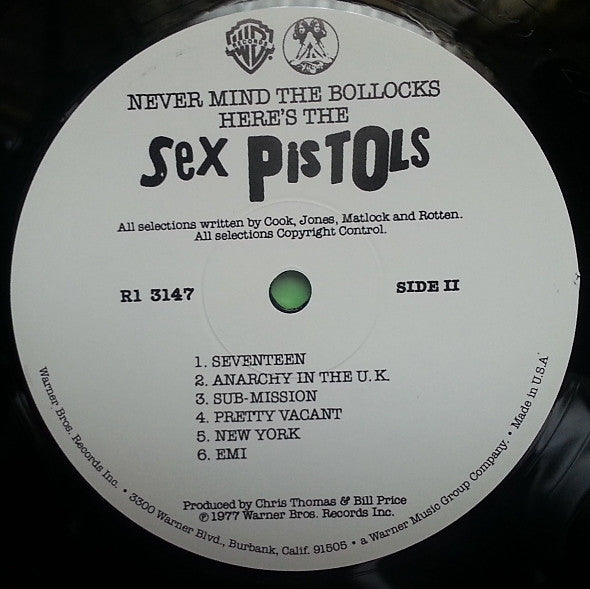 WB
RECORDS
NEVER MIND THE BOLLOCKS
HERE'S THE
Sex PisTOLs
All selections written by Cook, Jones, Matlock and Rotten.
All selections Copyright Control.
R1 3147
SIDE II
1. SEVENTEEN
2. ANARCHY IN THE U.K.
3. SUB-MISSION
4. PRETTY VACANT
5. NEW YORK
6. EMI
Produced by Chris Thomas & Bill Price
℗ 1977 Warner Bros. Records Inc.
Warner Bros. Records Inc. • 3300 Warner Blvd., Burbank, Calif. 91505 • a Warner Music Group Company. • Made in U.S.A.